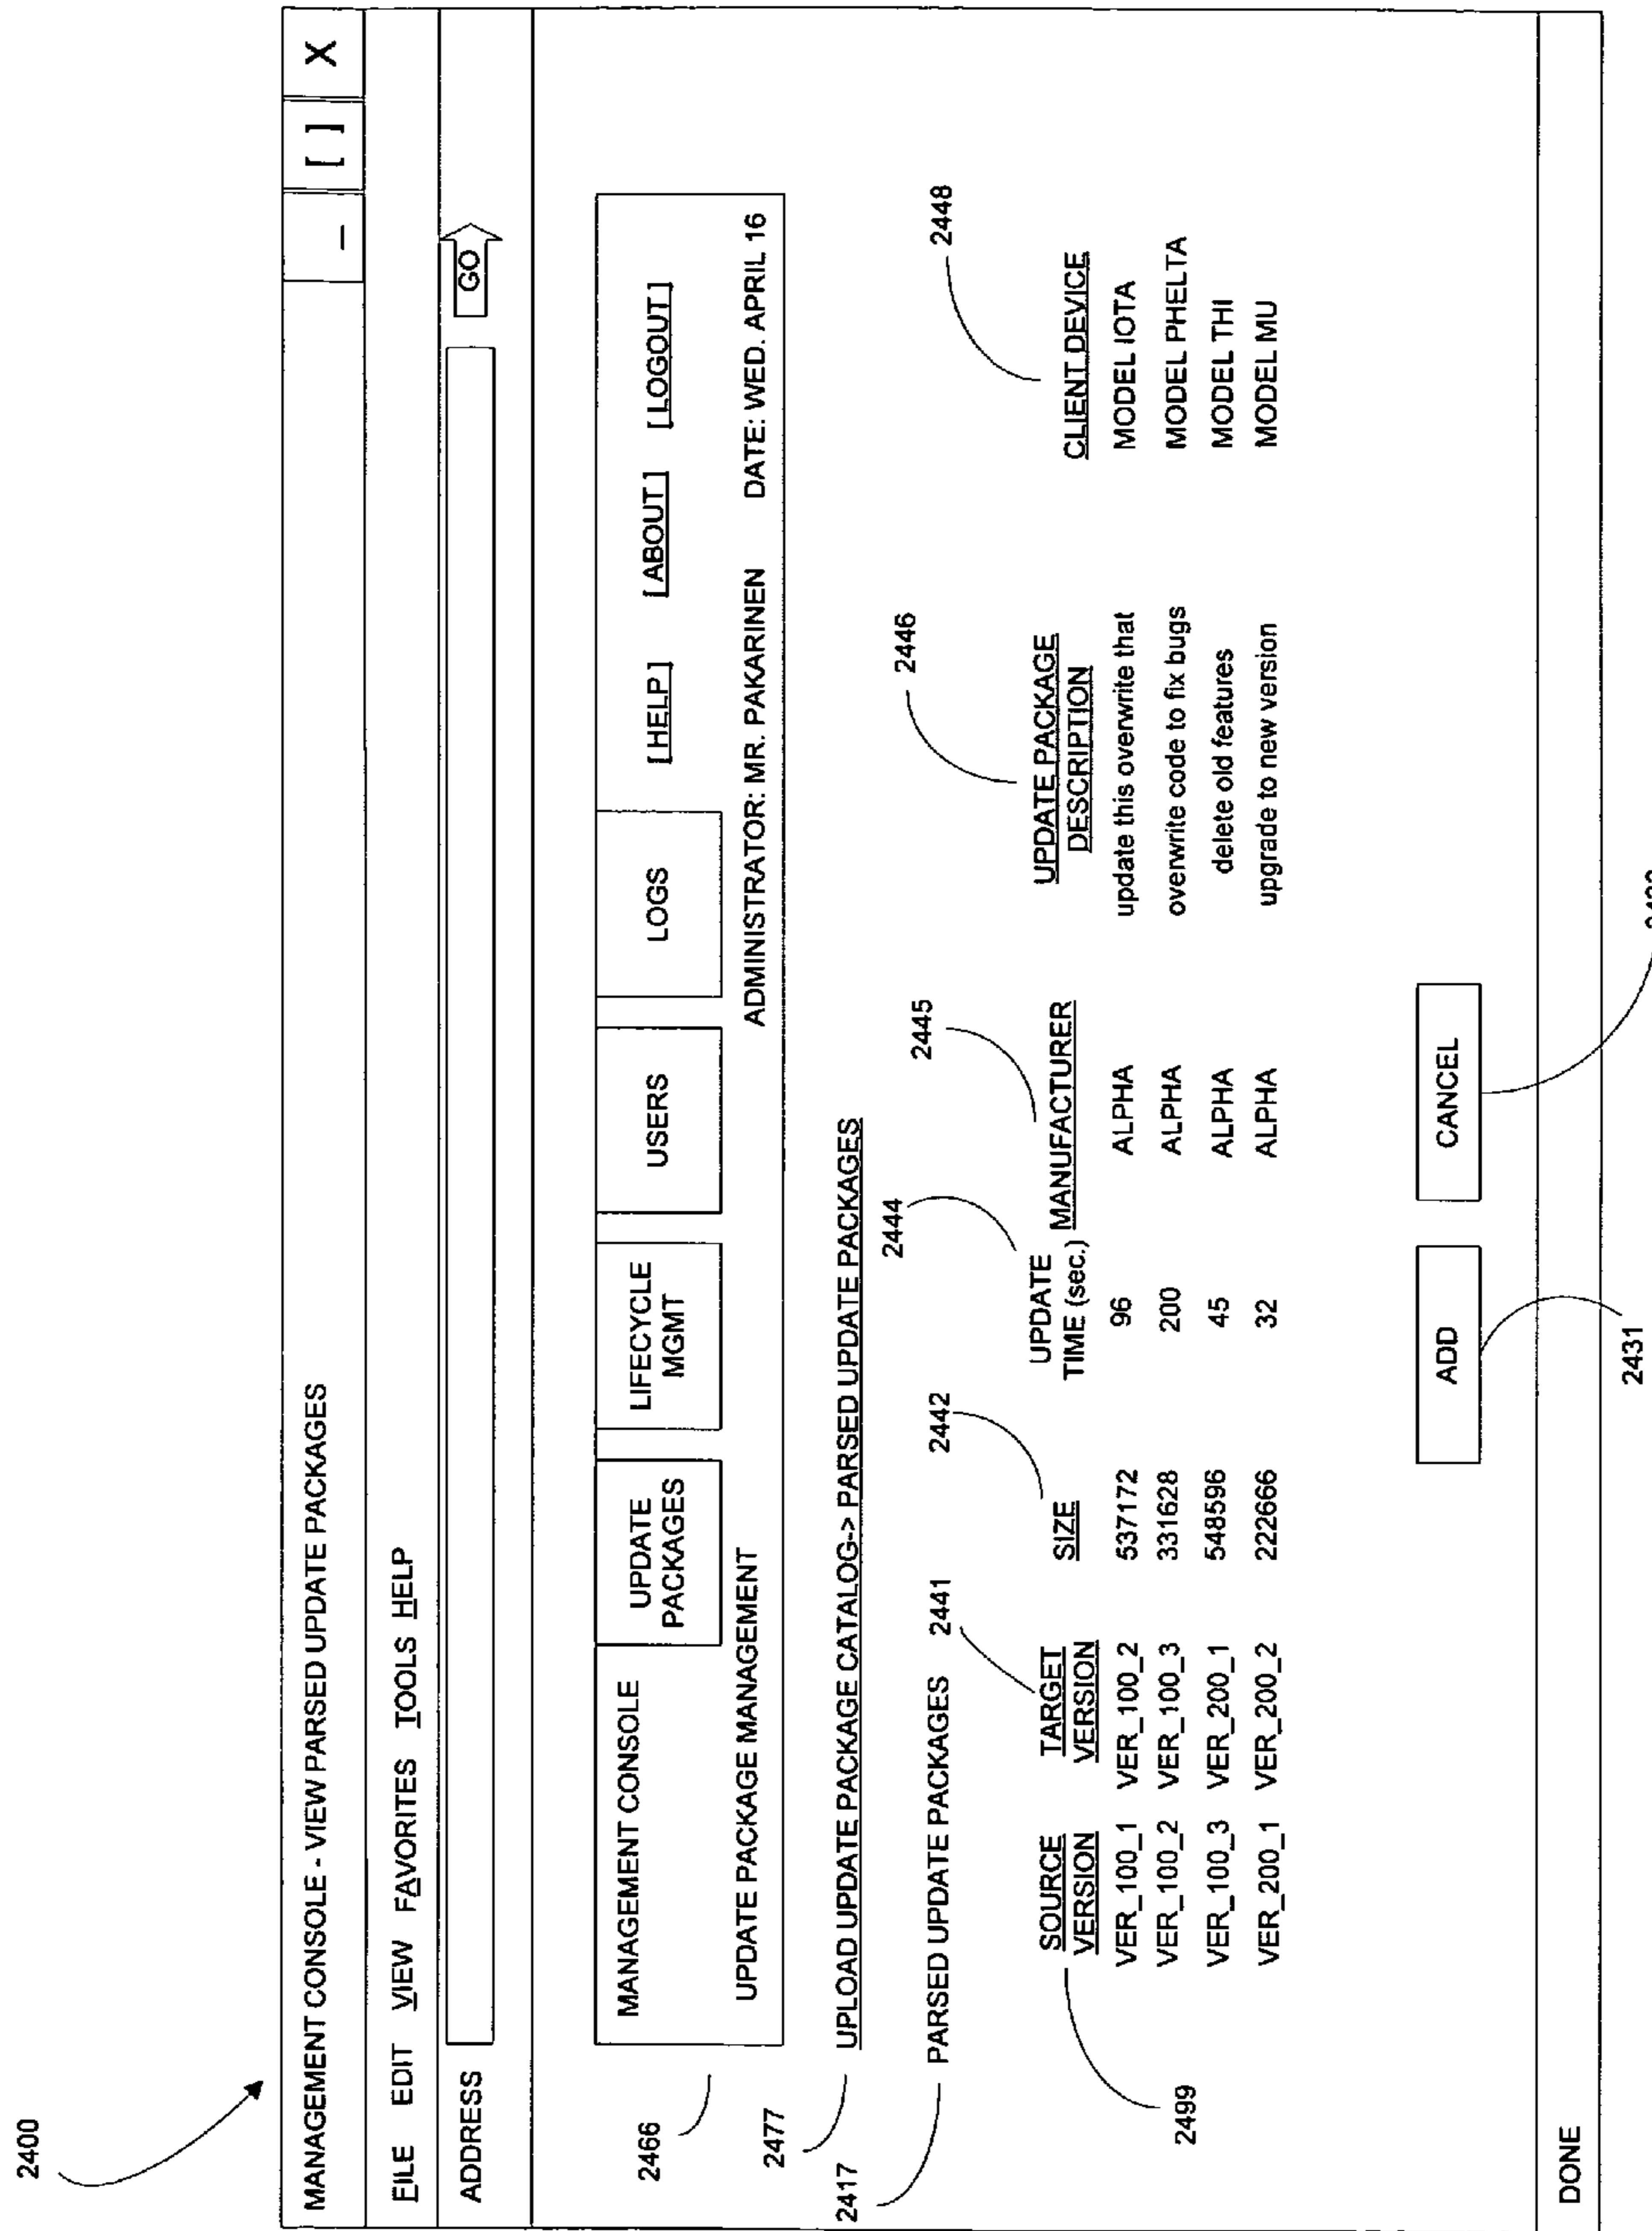 2400
MANAGEMENT CONSOLE - VIEW PARSED UPDATE PACKAGES
_ [ ] X
FILE EDIT VIEW FAVORITES TOOLS HELP
ADDRESS GO
2466
MANAGEMENT CONSOLE
UPDATE PACKAGES
LIFECYCLE MGMT
USERS
LOGS
[HELP] [ABOUT] [LOGOUT]
UPDATE PACKAGE MANAGEMENT ADMINISTRATOR: MR. PAKARINEN DATE: WED. APRIL 16
2477
UPLOAD UPDATE PACKAGE CATALOG-> PARSED UPDATE PACKAGES
2417
PARSED UPDATE PACKAGES
2441 2442 2444 2445 2446 2448
SOURCE VERSION TARGET VERSION SIZE UPDATE TIME (sec.) MANUFACTURER UPDATE PACKAGE DESCRIPTION CLIENT DEVICE
VER_100_1 VER_100_2 537172 96 ALPHA update this overwrite that MODEL IOTA
VER_100_2 VER_100_3 331628 200 ALPHA overwrite code to fix bugs MODEL PHELTA
VER_100_3 VER_200_1 548596 45 ALPHA delete old features MODEL THI
VER_200_1 VER_200_2 222666 32 ALPHA upgrade to new version MODEL MU
2499
ADD CANCEL
DONE
2431